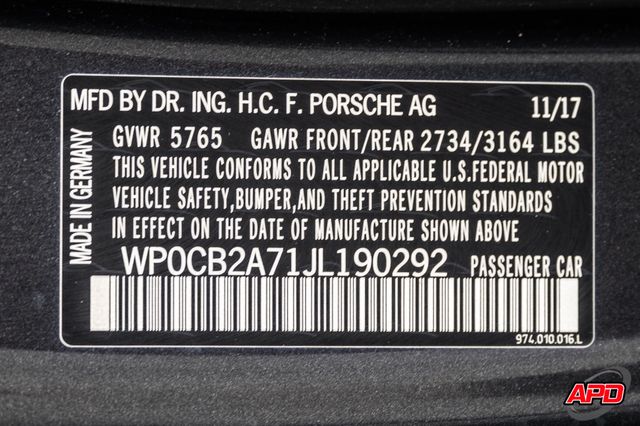 MFD BY DR. ING. H.C. F. PORSCHE AG 11/17
GVWR 5765 GAWR FRONT/REAR 2734/3164 LBS
THIS VEHICLE CONFORMS TO ALL APPLICABLE U.S.FEDERAL MOTOR
VEHICLE SAFETY,BUMPER,AND THEFT PREVENTION STANDARDS
IN EFFECT ON THE DATE OF MANUFACTURE SHOWN ABOVE
MADE IN GERMANY
WP0CB2A71JL190292 PASSENGER CAR
974.010.016.L
APD